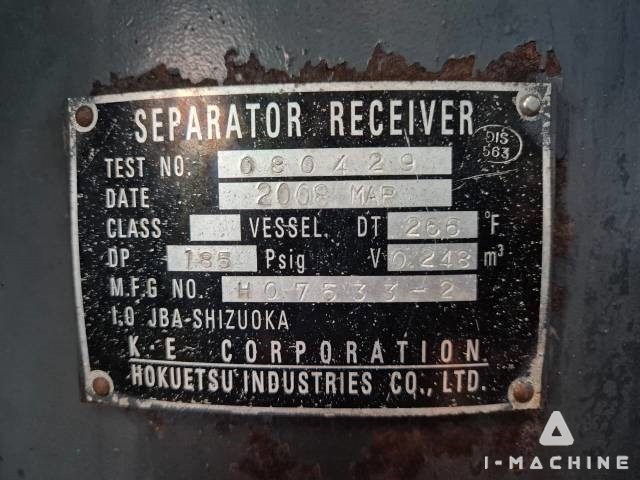 SEPARATOR RECEIVER
DIS
563
TEST NO. 080429
DATE 2008 MAR
CLASS VESSEL. DT 266 °F
DP 185 Psig V 0.248 m³
M.F.G NO. H07533-2
I.O JBA-SHIZUOKA
K·E CORPORATION
HOKUETSU INDUSTRIES CO., LTD.
I-MACHINE